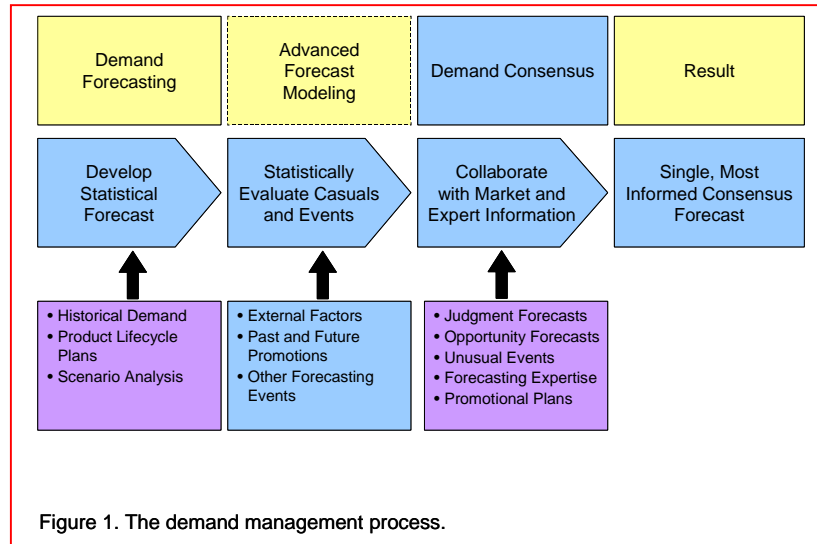 Demand
Forecasting
Advanced
Forecast
Modeling
Demand Consensus
Result
Develop
Statistical
Forecast
Statistically
Evaluate Casuals
and Events
Collaborate
with Market and
Expert Information
Single, Most
Informed Consensus
Forecast
• Historical Demand
• Product Lifecycle
Plans
• Scenario Analysis
• External Factors
• Past and Future
Promotions
• Other Forecasting
Events
• Judgment Forecasts
• Opportunity Forecasts
• Unusual Events
• Forecasting Expertise
• Promotional Plans
Figure 1. The demand management process.